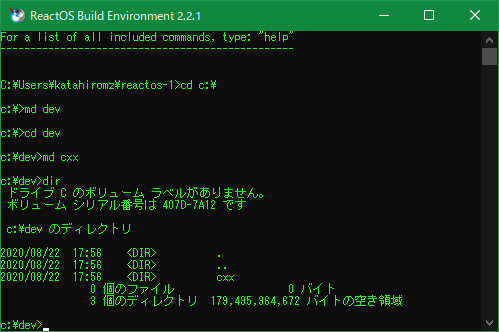 ReactOS Build Environment 2.2.1
For a list of all included commands, type: "help"
-------------------------------------------------
C:¥Users¥katahiromz¥reactos-1>cd c:¥
c:¥>md dev
c:¥>cd dev
c:¥dev>md cxx
c:¥dev>dir
ドライブ C のボリューム ラベルがありません。
ボリューム シリアル番号は 407D-7A12 です
c:¥dev のディレクトリ
2020/08/22  17:56    <DIR>          .
2020/08/22  17:56    <DIR>          ..
2020/08/22  17:56    <DIR>          cxx
0 個のファイル                   0 バイト
3 個のディレクトリ  179,495,964,672 バイトの空き領域
c:¥dev>